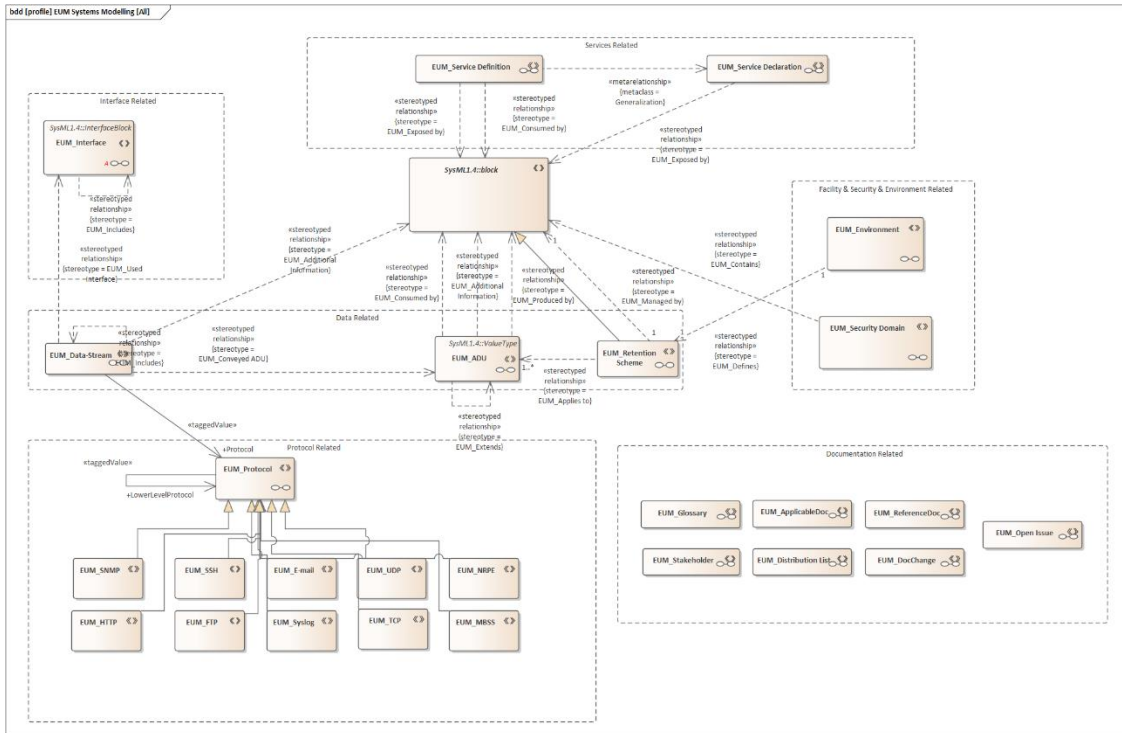 bdd [profile] EUM Systems Modelling [All]
Services Related
EUM_Service Definition
EUM_Service Declaration
«stereotyped
relationship»
{stereotype =
EUM_Exposed by}
«stereotyped
relationship»
{stereotype =
EUM_Consumed by}
«metarelationship»
{metaclass =
Generalization}
«stereotyped
relationship»
{stereotype =
EUM_Exposed by}
Interface Related
SysML1.4::InterfaceBlock
EUM_Interface
«stereotyped
relationship»
{stereotype =
EUM_Includes}
«stereotyped
relationship»
{stereotype = EUM_Used
Interface}
SysML1.4::block
Facility & Security & Environment Related
EUM_Environment
EUM_Security Domain
1
«stereotyped
relationship»
{stereotype =
EUM_Contains}
«stereotyped
relationship»
{stereotype =
EUM_Defines}
1
1
«stereotyped
relationship»
{stereotype =
EUM_Additional
Information}
«stereotyped
relationship»
{stereotype =
EUM_Consumed by}
«stereotyped
relationship»
{stereotype =
EUM_Additional
Information}
«stereotyped
relationship»
{stereotype =
EUM_Produced by}
1
«stereotyped
relationship»
{stereotype =
EUM_Managed by}
1
Data Related
EUM_Data-Stream
«stereotyped
relationship»
{stereotype =
EUM_Includes}
«stereotyped
relationship»
{stereotype =
EUM_Conveyed ADU}
SysML1.4::ValueType
EUM_ADU
«stereotyped
relationship»
{stereotype =
EUM_Extends}
1..*
«stereotyped
relationship»
{stereotype =
EUM_Applies to}
EUM_Retention
Scheme
«taggedValue»
+Protocol
Protocol Related
EUM_Protocol
«taggedValue»
+LowerLevelProtocol
EUM_SNMP
EUM_SSH
EUM_E-mail
EUM_UDP
EUM_NRPE
EUM_HTTP
EUM_FTP
EUM_Syslog
EUM_TCP
EUM_MBSS
Documentation Related
EUM_Glossary
EUM_ApplicableDoc
EUM_ReferenceDoc
EUM_Open Issue
EUM_Stakeholder
EUM_Distribution List
EUM_DocChange